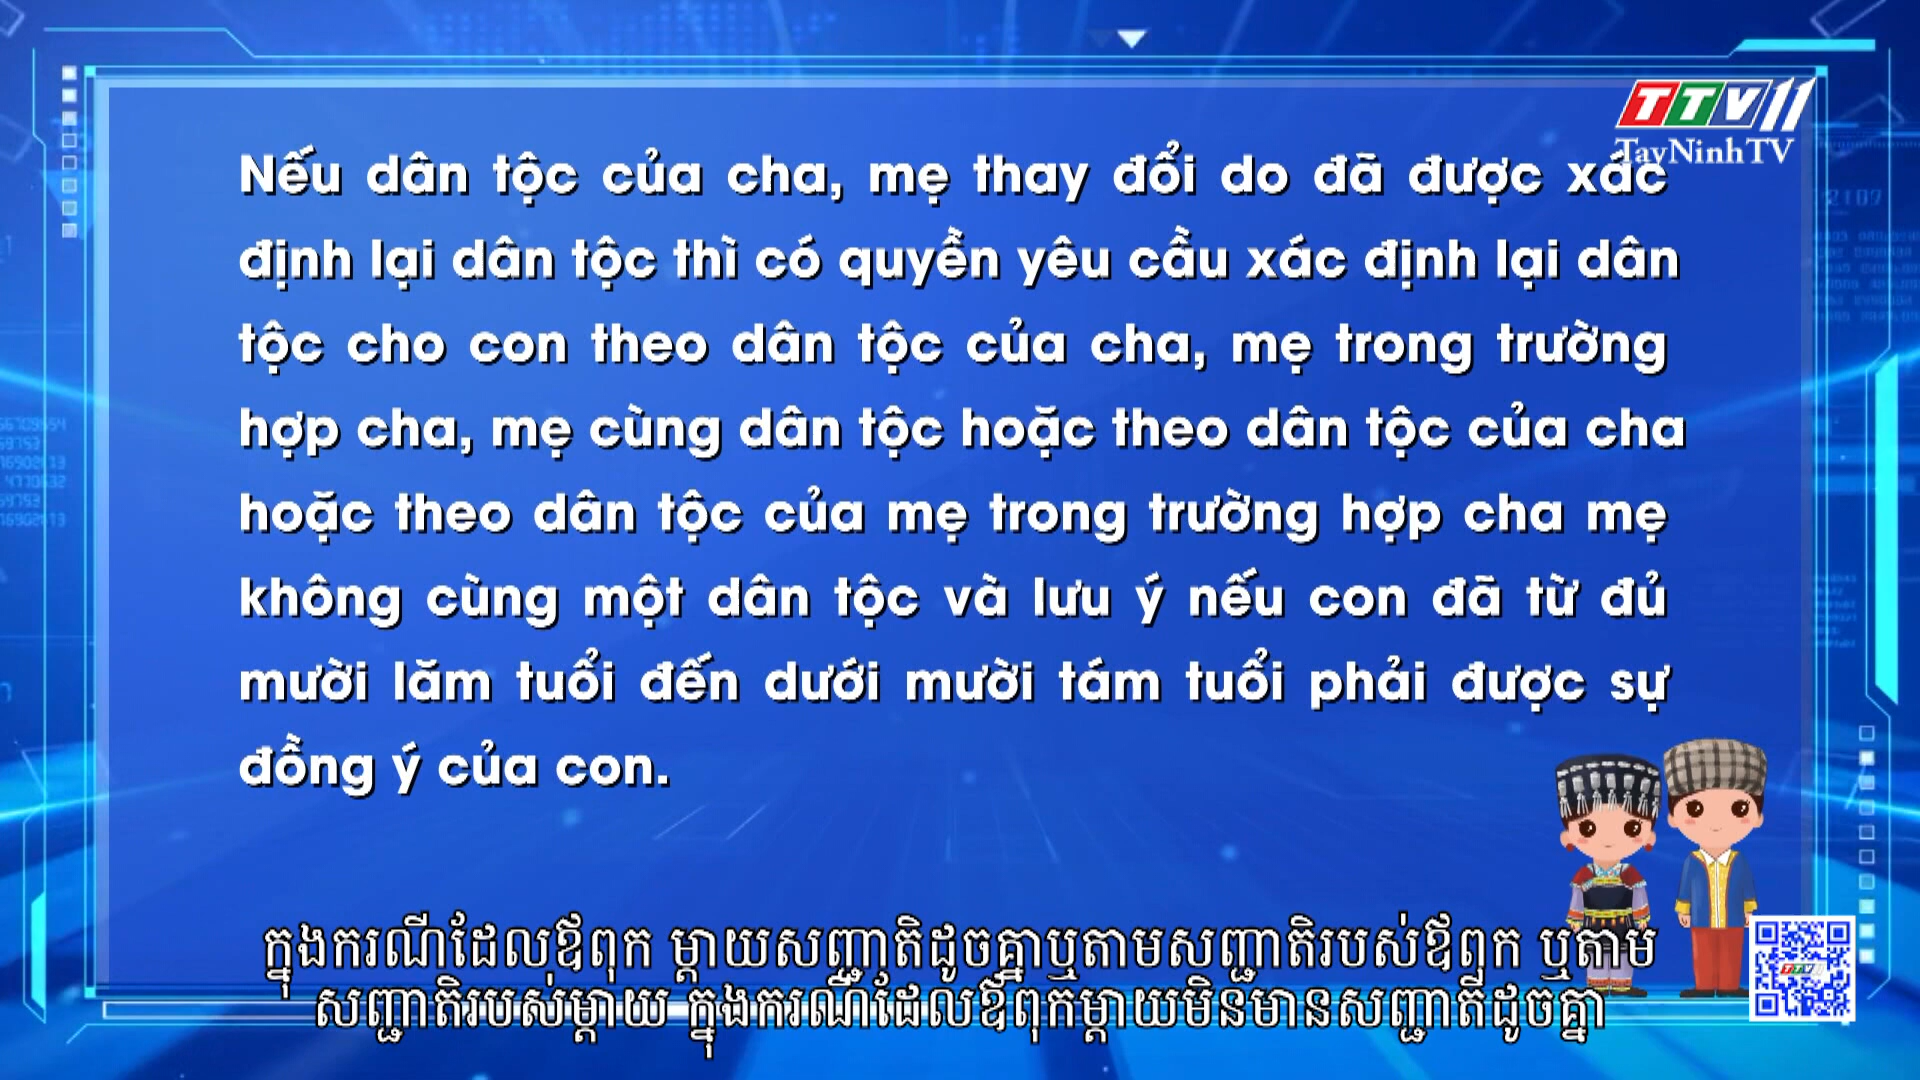 TTV11
TayNinhTV
Nếu dân tộc của cha, mẹ thay đổi do đã được xác
định lại dân tộc thì có quyền yêu cầu xác định lại dân
tộc cho con theo dân tộc của cha, mẹ trong trường
hợp cha, mẹ cùng dân tộc hoặc theo dân tộc của cha
hoặc theo dân tộc của mẹ trong trường hợp cha mẹ
không cùng một dân tộc và lưu ý nếu con đã từ đủ
mười lăm tuổi đến dưới mười tám tuổi phải được sự
đồng ý của con.
ក្នុងករណីដែលឪពុក ម្តាយសញ្ជាតិដូចគ្នាឬតាមសញ្ជាតិរបស់ឪពុក ឬតាម
សញ្ជាតិរបស់ម្តាយ ក្នុងករណីដែលឪពុកម្តាយមិនមានសញ្ជាតិដូចគ្នា